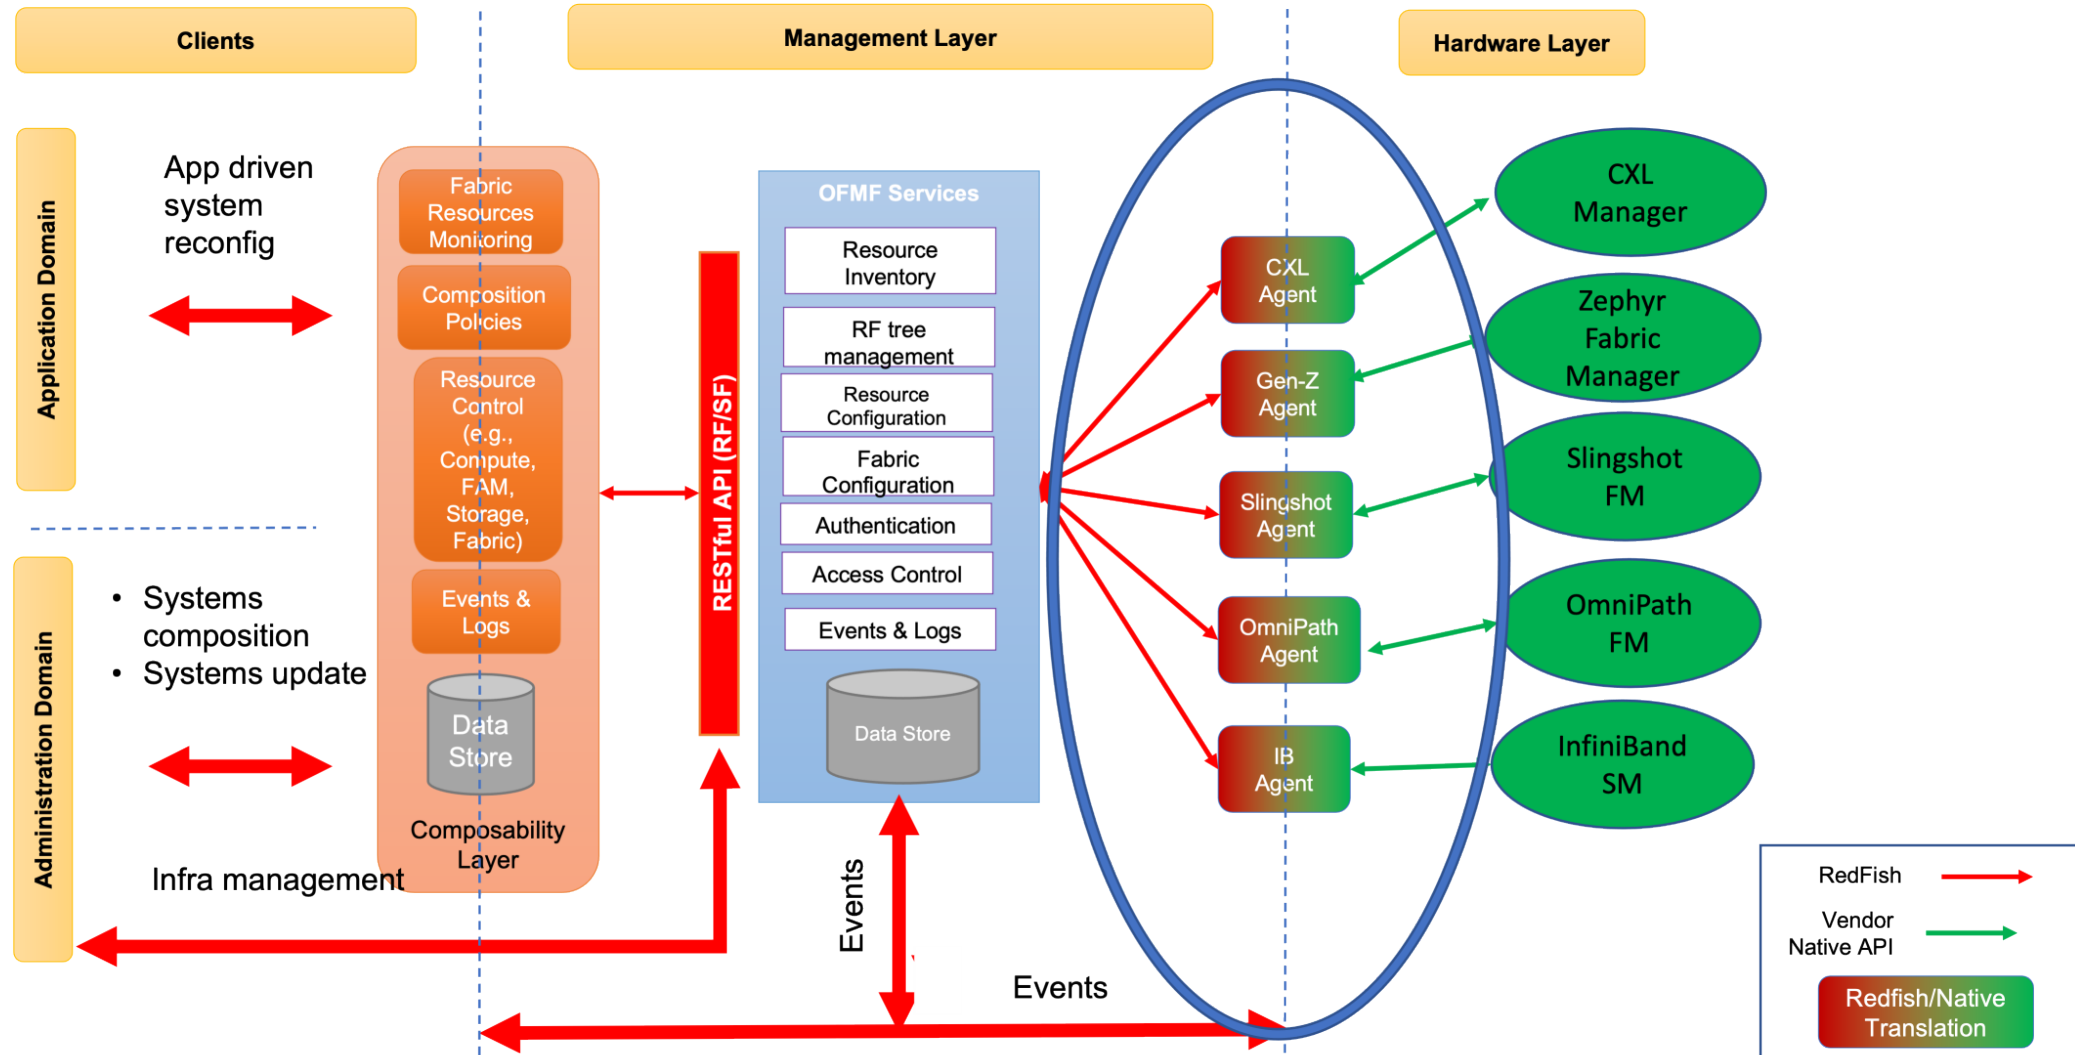 Clients
Management Layer
Hardware Layer
Application Domain
App driven
system
reconfig
Administration Domain
• Systems
composition
• Systems update
Infra management
Fabric
Resources
Monitoring
Composition
Policies
Resource
Control
(e.g.,
Compute,
FAM,
Storage,
Fabric)
Events &
Logs
Data
Store
Composability
Layer
RESTful API (RF/SF)
OFMF Services
Resource
Inventory
RF tree
management
Resource
Configuration
Fabric
Configuration
Authentication
Access Control
Events & Logs
Data Store
Events
Events
CXL
Agent
Gen-Z
Agent
Slingshot
Agent
OmniPath
Agent
IB
Agent
CXL
Manager
Zephyr
Fabric
Manager
Slingshot
FM
OmniPath
FM
InfiniBand
SM
RedFish
Vendor
Native API
Redfish/Native
Translation